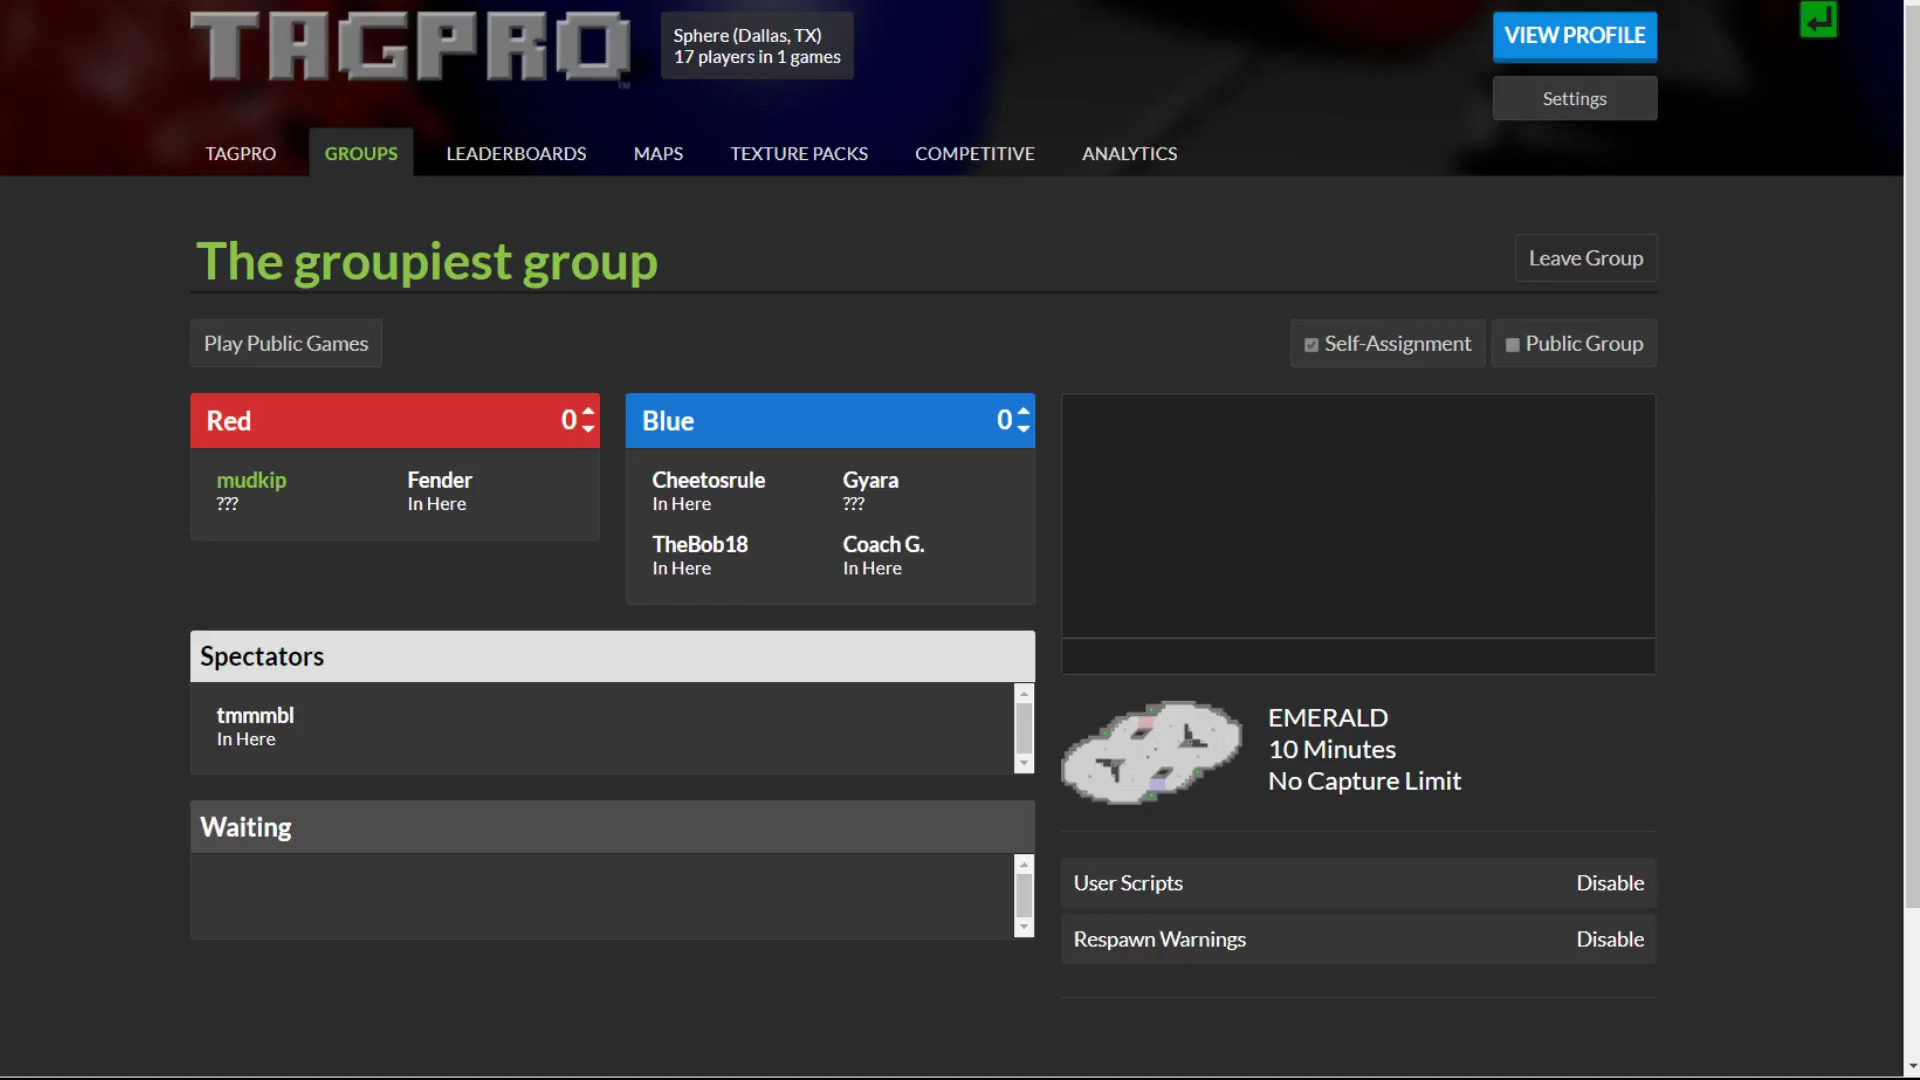 TAGPRO
TM
Sphere (Dallas, TX)
17 players in 1 games
VIEW PROFILE
Settings
TAGPRO
GROUPS
LEADERBOARDS
MAPS
TEXTURE PACKS
COMPETITIVE
ANALYTICS
The groupiest group
Leave Group
Play Public Games
Self-Assignment
Public Group
Red
0
mudkip
???
Fender
In Here
Blue
0
Cheetosrule
In Here
Gyara
???
TheBob18
In Here
Coach G.
In Here
Spectators
tmmmbl
In Here
Waiting
EMERALD
10 Minutes
No Capture Limit
User Scripts
Disable
Respawn Warnings
Disable